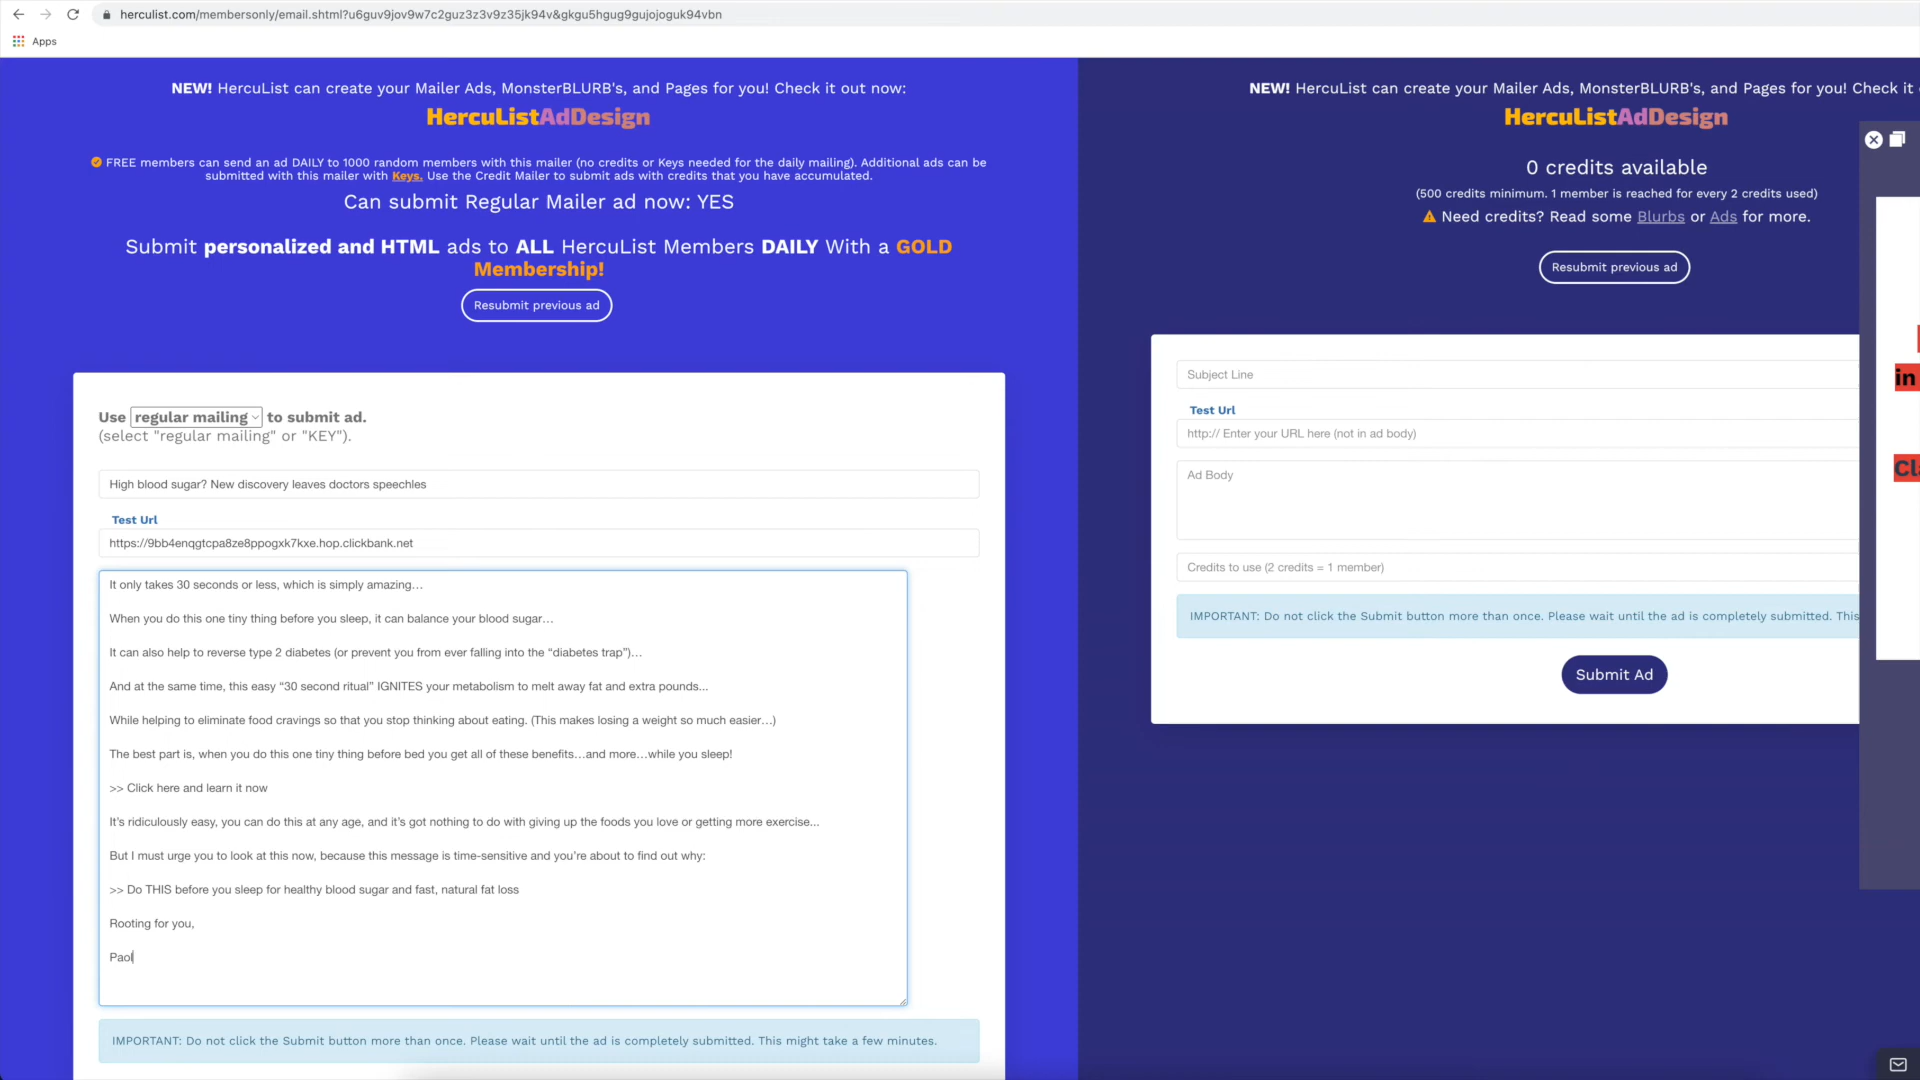 herculist.com/membersonly/email.shtml?u6guv9jov9w7c2guz3z3v9z35jk94v&gkgu5hgug9gujojoguk94vbn
Apps
NEW! HercuList can create your Mailer Ads, MonsterBLURB's, and Pages for you! Check it out now:
HercuListAdDesign
FREE members can send an ad DAILY to 1000 random members with this mailer (no credits or Keys needed for the daily mailing). Additional ads can be
submitted with this mailer with Keys. Use the Credit Mailer to submit ads with credits that you have accumulated.
Can submit Regular Mailer ad now: YES
Submit personalized and HTML ads to ALL HercuList Members DAILY With a GOLD
Membership!
Resubmit previous ad
Use regular mailing to submit ad.
(select "regular mailing" or "KEY").
High blood sugar? New discovery leaves doctors speechles
Test Url
https://9bb4enqgtcpa8ze8ppogxk7kxe.hop.clickbank.net
It only takes 30 seconds or less, which is simply amazing…
When you do this one tiny thing before you sleep, it can balance your blood sugar…
It can also help to reverse type 2 diabetes (or prevent you from ever falling into the “diabetes trap”)…
And at the same time, this easy “30 second ritual” IGNITES your metabolism to melt away fat and extra pounds...
While helping to eliminate food cravings so that you stop thinking about eating. (This makes losing a weight so much easier…)
The best part is, when you do this one tiny thing before bed you get all of these benefits…and more…while you sleep!
>> Click here and learn it now
It’s ridiculously easy, you can do this at any age, and it’s got nothing to do with giving up the foods you love or getting more exercise...
But I must urge you to look at this now, because this message is time-sensitive and you’re about to find out why:
>> Do THIS before you sleep for healthy blood sugar and fast, natural fat loss
Rooting for you,
Paol
IMPORTANT: Do not click the Submit button more than once. Please wait until the ad is completely submitted. This might take a few minutes.
NEW! HercuList can create your Mailer Ads, MonsterBLURB's, and Pages for you! Check it
HercuListAdDesign
0 credits available
(500 credits minimum. 1 member is reached for every 2 credits used)
Need credits? Read some Blurbs or Ads for more.
Resubmit previous ad
Subject Line
Test Url
http:// Enter your URL here (not in ad body)
Ad Body
Credits to use (2 credits = 1 member)
IMPORTANT: Do not click the Submit button more than once. Please wait until the ad is completely submitted. This
Submit Ad
in
Cl